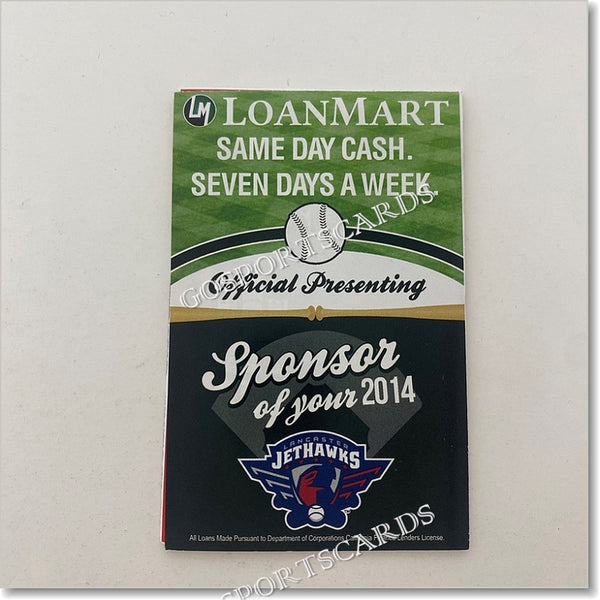 LM LOANMART
SAME DAY CASH.
SEVEN DAYS A WEEK.
Official Presenting
Sponsor
of your 2014
LANCASTER
JETHAWKS
All Loans Made Pursuant to Department of Corporations California Finance Lenders License.
GOSPORTSCARDS
GOSPORTSCARDS